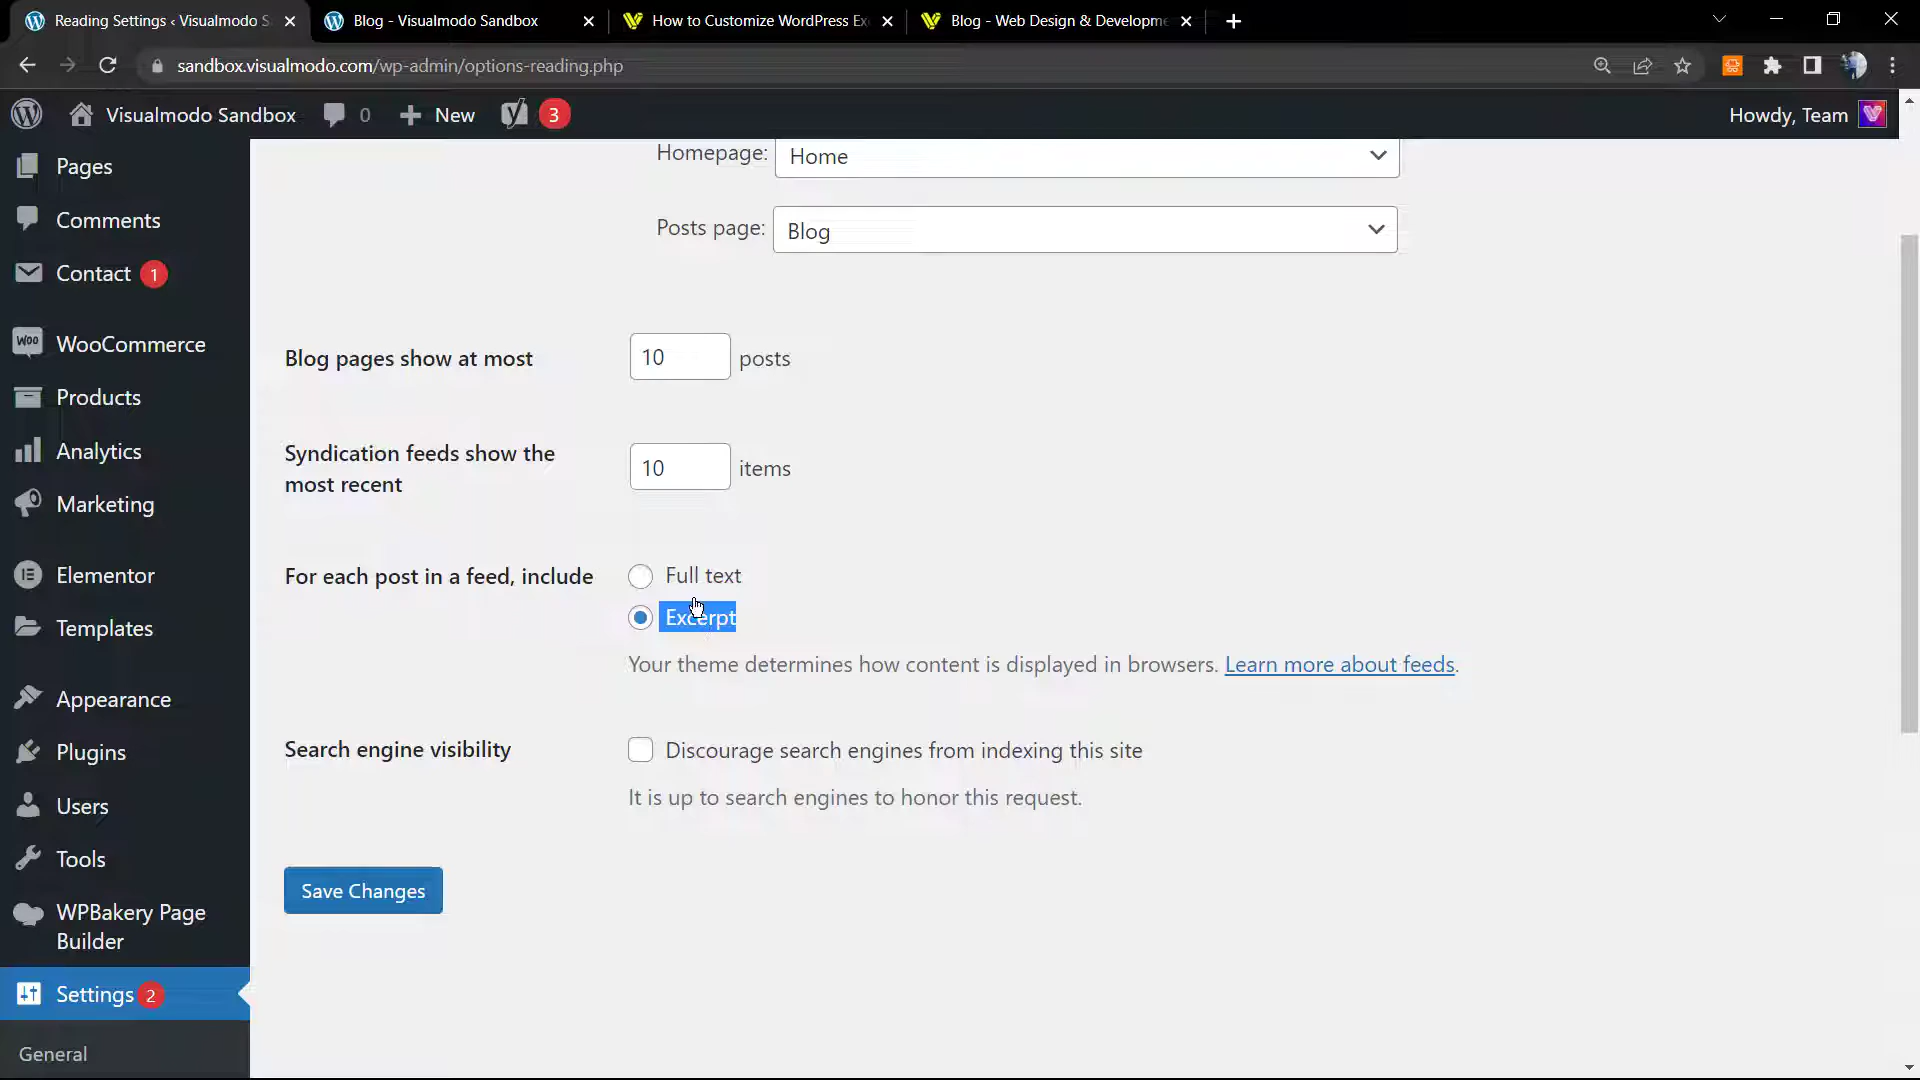 Reading Settings ‹ Visualmodo S
Blog - Visualmodo Sandbox
How to Customize WordPress Ex
Blog - Web Design & Developme
sandbox.visualmodo.com/wp-admin/options-reading.php
Visualmodo Sandbox
0
New
3
Howdy, Team
Pages
Comments
Contact 1
WooCommerce
Products
Analytics
Marketing
Elementor
Templates
Appearance
Plugins
Users
Tools
WPBakery Page
Builder
Settings 2
General
Homepage: Home
Posts page: Blog
Blog pages show at most 10 posts
Syndication feeds show the
most recent
10 items
For each post in a feed, include
Full text
Excerpt
Your theme determines how content is displayed in browsers. Learn more about feeds.
Search engine visibility
Discourage search engines from indexing this site
It is up to search engines to honor this request.
Save Changes